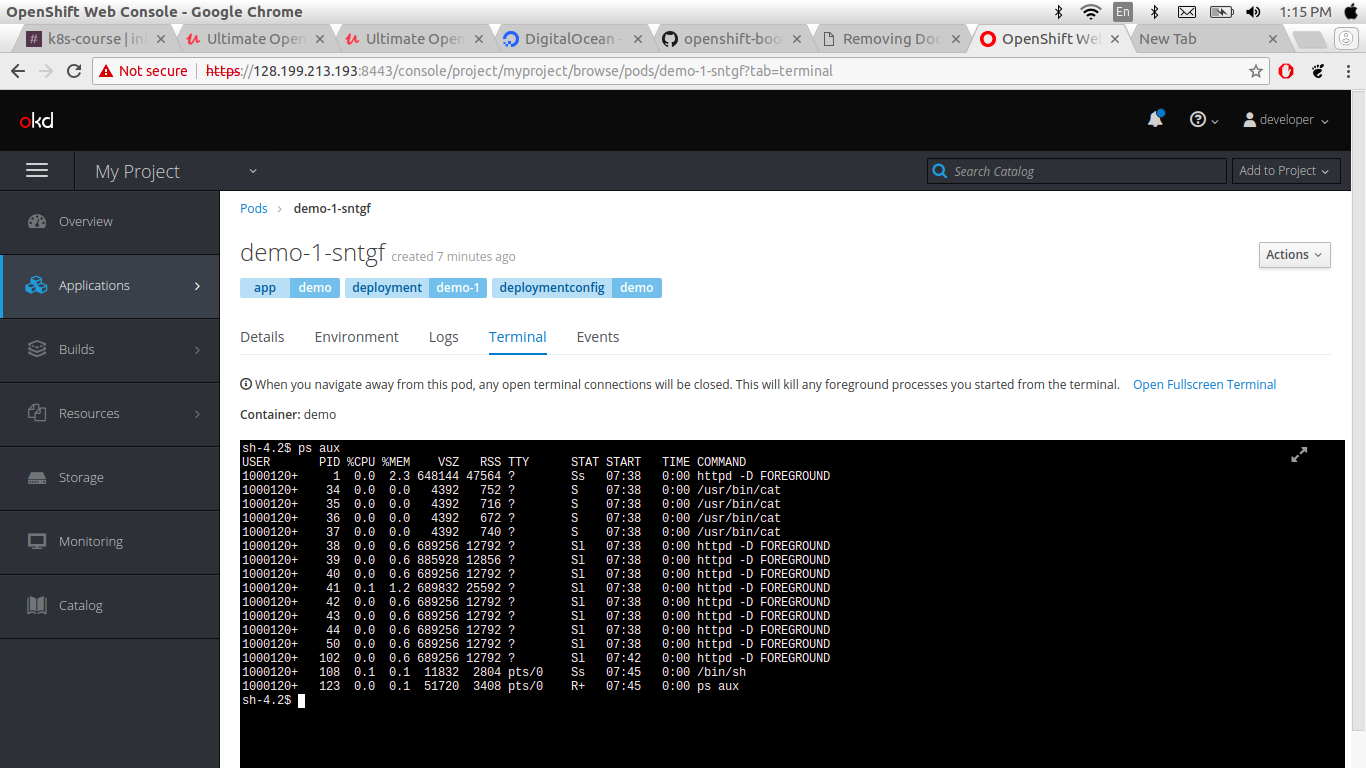 OpenShift Web Console - Google Chrome
En
1:15 PM
k8s-course | in
Ultimate Open
Ultimate Open
DigitalOcean -
openshift-boo
Removing Doc
OpenShift Web
New Tab
Not secure https://128.199.213.193:8443/console/project/myproject/browse/pods/demo-1-sntgf?tab=terminal
okd
developer
My Project
Search Catalog
Add to Project
Overview
Applications
Builds
Resources
Storage
Monitoring
Catalog
Pods > demo-1-sntgf
demo-1-sntgf created 7 minutes ago
Actions
app demo deployment demo-1 deploymentconfig demo
Details Environment Logs Terminal Events
When you navigate away from this pod, any open terminal connections will be closed. This will kill any foreground processes you started from the terminal. Open Fullscreen Terminal
Container: demo
sh-4.2$ ps aux
USER PID %CPU %MEM VSZ RSS TTY STAT START TIME COMMAND
1000120+ 1 0.0 2.3 648144 47564 ? Ss 07:38 0:00 httpd -D FOREGROUND
1000120+ 34 0.0 0.0 4392 752 ? S 07:38 0:00 /usr/bin/cat
1000120+ 35 0.0 0.0 4392 716 ? S 07:38 0:00 /usr/bin/cat
1000120+ 36 0.0 0.0 4392 672 ? S 07:38 0:00 /usr/bin/cat
1000120+ 37 0.0 0.0 4392 740 ? S 07:38 0:00 /usr/bin/cat
1000120+ 38 0.0 0.6 689256 12792 ? Sl 07:38 0:00 httpd -D FOREGROUND
1000120+ 39 0.0 0.6 885928 12856 ? Sl 07:38 0:00 httpd -D FOREGROUND
1000120+ 40 0.0 0.6 689256 12792 ? Sl 07:38 0:00 httpd -D FOREGROUND
1000120+ 41 0.1 1.2 689832 25592 ? Sl 07:38 0:00 httpd -D FOREGROUND
1000120+ 42 0.0 0.6 689256 12792 ? Sl 07:38 0:00 httpd -D FOREGROUND
1000120+ 43 0.0 0.6 689256 12792 ? Sl 07:38 0:00 httpd -D FOREGROUND
1000120+ 44 0.0 0.6 689256 12792 ? Sl 07:38 0:00 httpd -D FOREGROUND
1000120+ 50 0.0 0.6 689256 12792 ? Sl 07:38 0:00 httpd -D FOREGROUND
1000120+ 102 0.0 0.6 689256 12792 ? Sl 07:42 0:00 httpd -D FOREGROUND
1000120+ 108 0.1 0.1 11832 2804 pts/0 Ss 07:45 0:00 /bin/sh
1000120+ 123 0.0 0.1 51720 3408 pts/0 R+ 07:45 0:00 ps aux
sh-4.2$